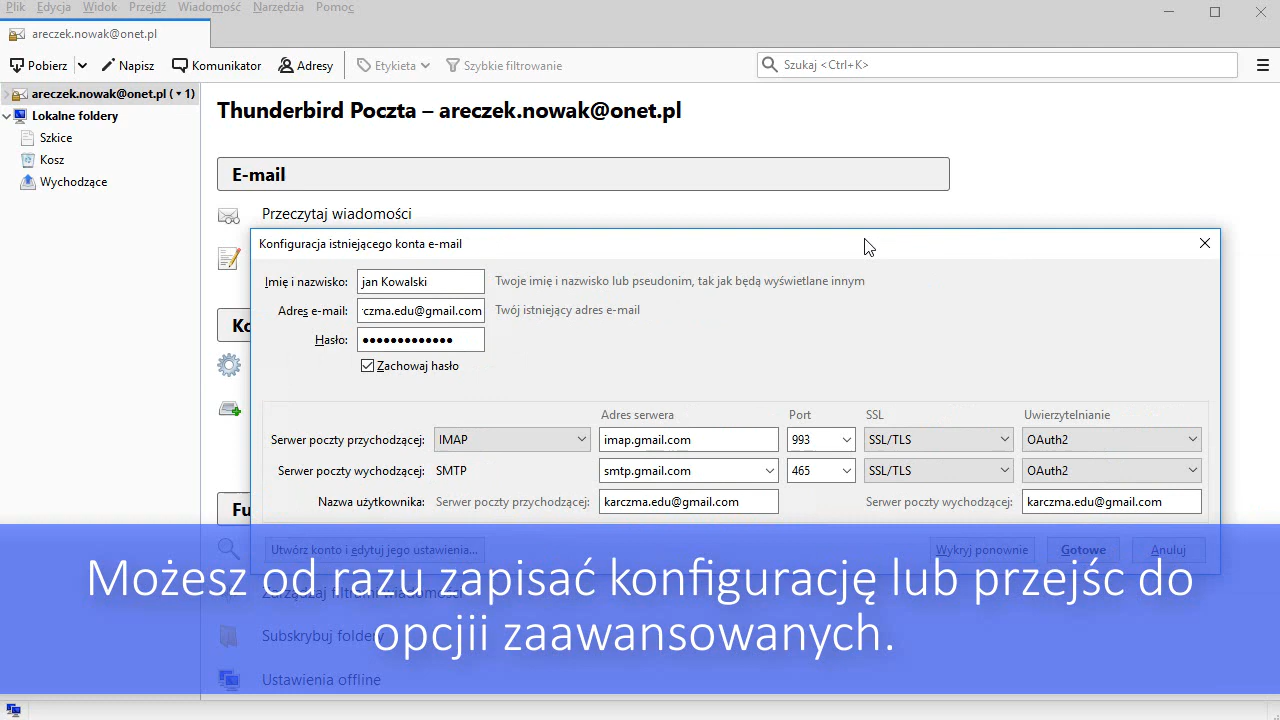 Plik Edycja Widok Przejdź Wiadomość Narzędzia Pomoc
areczek.nowak@onet.pl
Pobierz Napisz Komunikator Adresy Etykieta Szybkie filtrowanie Szukaj <Ctrl+K>
areczek.nowak@onet.pl (▾ 1)
Lokalne foldery
Szkice
Kosz
Wychodzące
Thunderbird Poczta – areczek.nowak@onet.pl
E-mail
Przeczytaj wiadomości
Konfiguracja istniejącego konta e-mail
Imię i nazwisko: jan Kowalski Twoje imię i nazwisko lub pseudonim, tak jak będą wyświetlane innym
Adres e-mail: czma.edu@gmail.com Twój istniejący adres e-mail
Hasło: •••••••••••••
Zachowaj hasło
Adres serwera Port SSL Uwierzytelnianie
Serwer poczty przychodzącej: IMAP imap.gmail.com 993 SSL/TLS OAuth2
Serwer poczty wychodzącej: SMTP smtp.gmail.com 465 SSL/TLS OAuth2
Nazwa użytkownika: Serwer poczty przychodzącej: karczma.edu@gmail.com Serwer poczty wychodzącej: karczma.edu@gmail.com
Utwórz konto i edytuj jego ustawienia... Wykryj ponownie Gotowe Anuluj
Możesz od razu zapisać konfigurację lub przejśc do
opcjii zaawansowanych.
Zarządzaj filtrami wiadomości
Subskrybuj foldery
Ustawienia offline